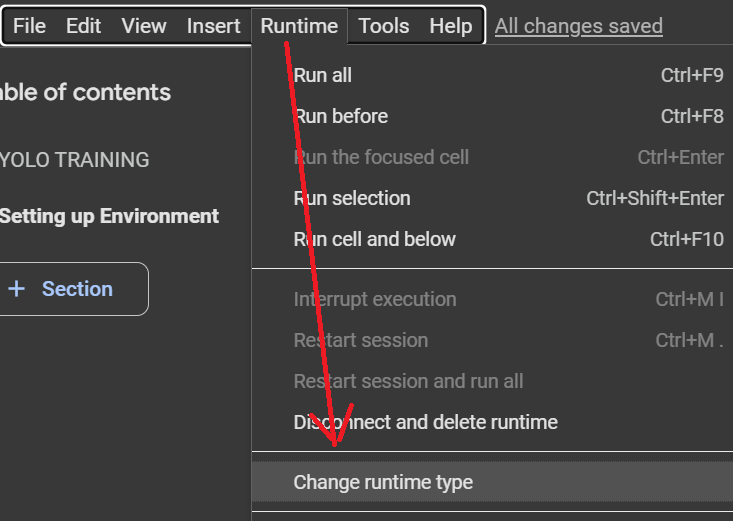 File Edit View Insert Runtime Tools Help All changes saved
able of contents
YOLO TRAINING
Setting up Environment
+ Section
Run all Ctrl+F9
Run before Ctrl+F8
Run the focused cell Ctrl+Enter
Run selection Ctrl+Shift+Enter
Run cell and below Ctrl+F10
Interrupt execution Ctrl+M I
Restart session Ctrl+M .
Restart session and run all
Disconnect and delete runtime
Change runtime type